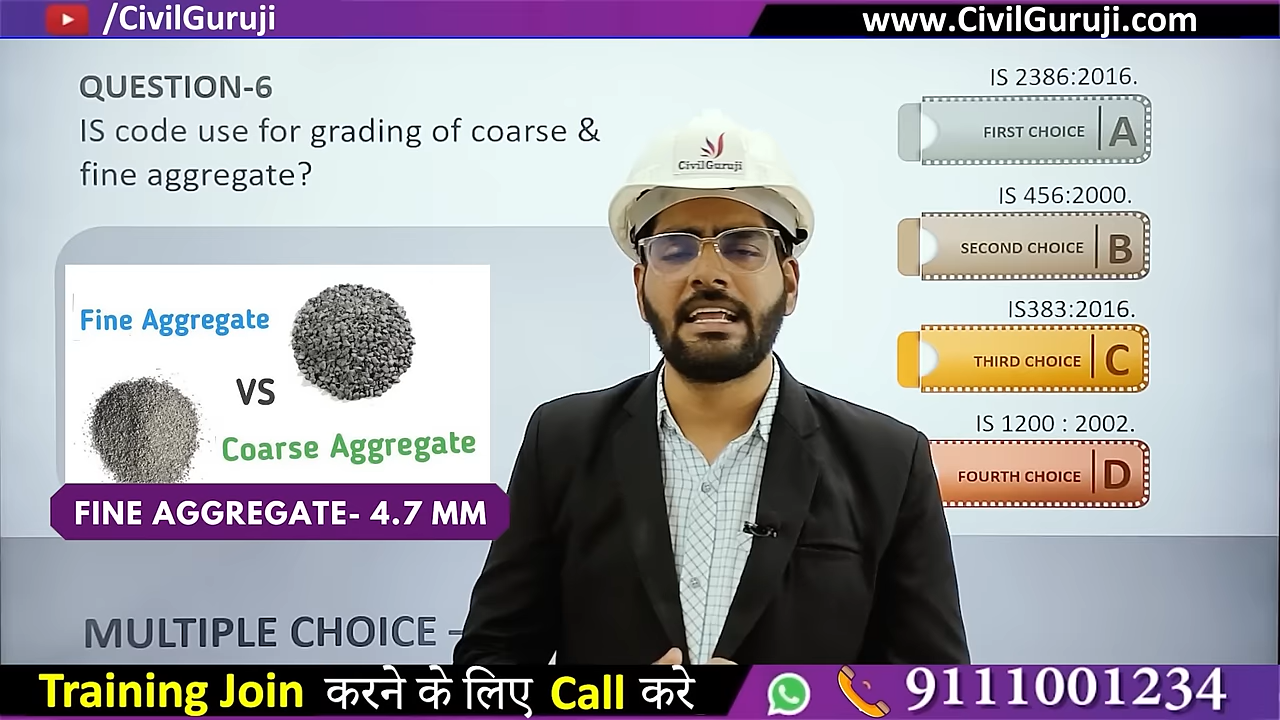 /CivilGuruji
www.CivilGuruji.com
QUESTION-6
IS code use for grading of coarse &
fine aggregate?
IS 2386:2016.
FIRST CHOICE A
IS 456:2000.
SECOND CHOICE B
IS383:2016.
THIRD CHOICE C
IS 1200 : 2002.
FOURTH CHOICE D
CivilGuruji
Fine Aggregate
VS
Coarse Aggregate
FINE AGGREGATE- 4.7 MM
MULTIPLE CHOICE –
Training Join करने के लिए Call करे
9111001234